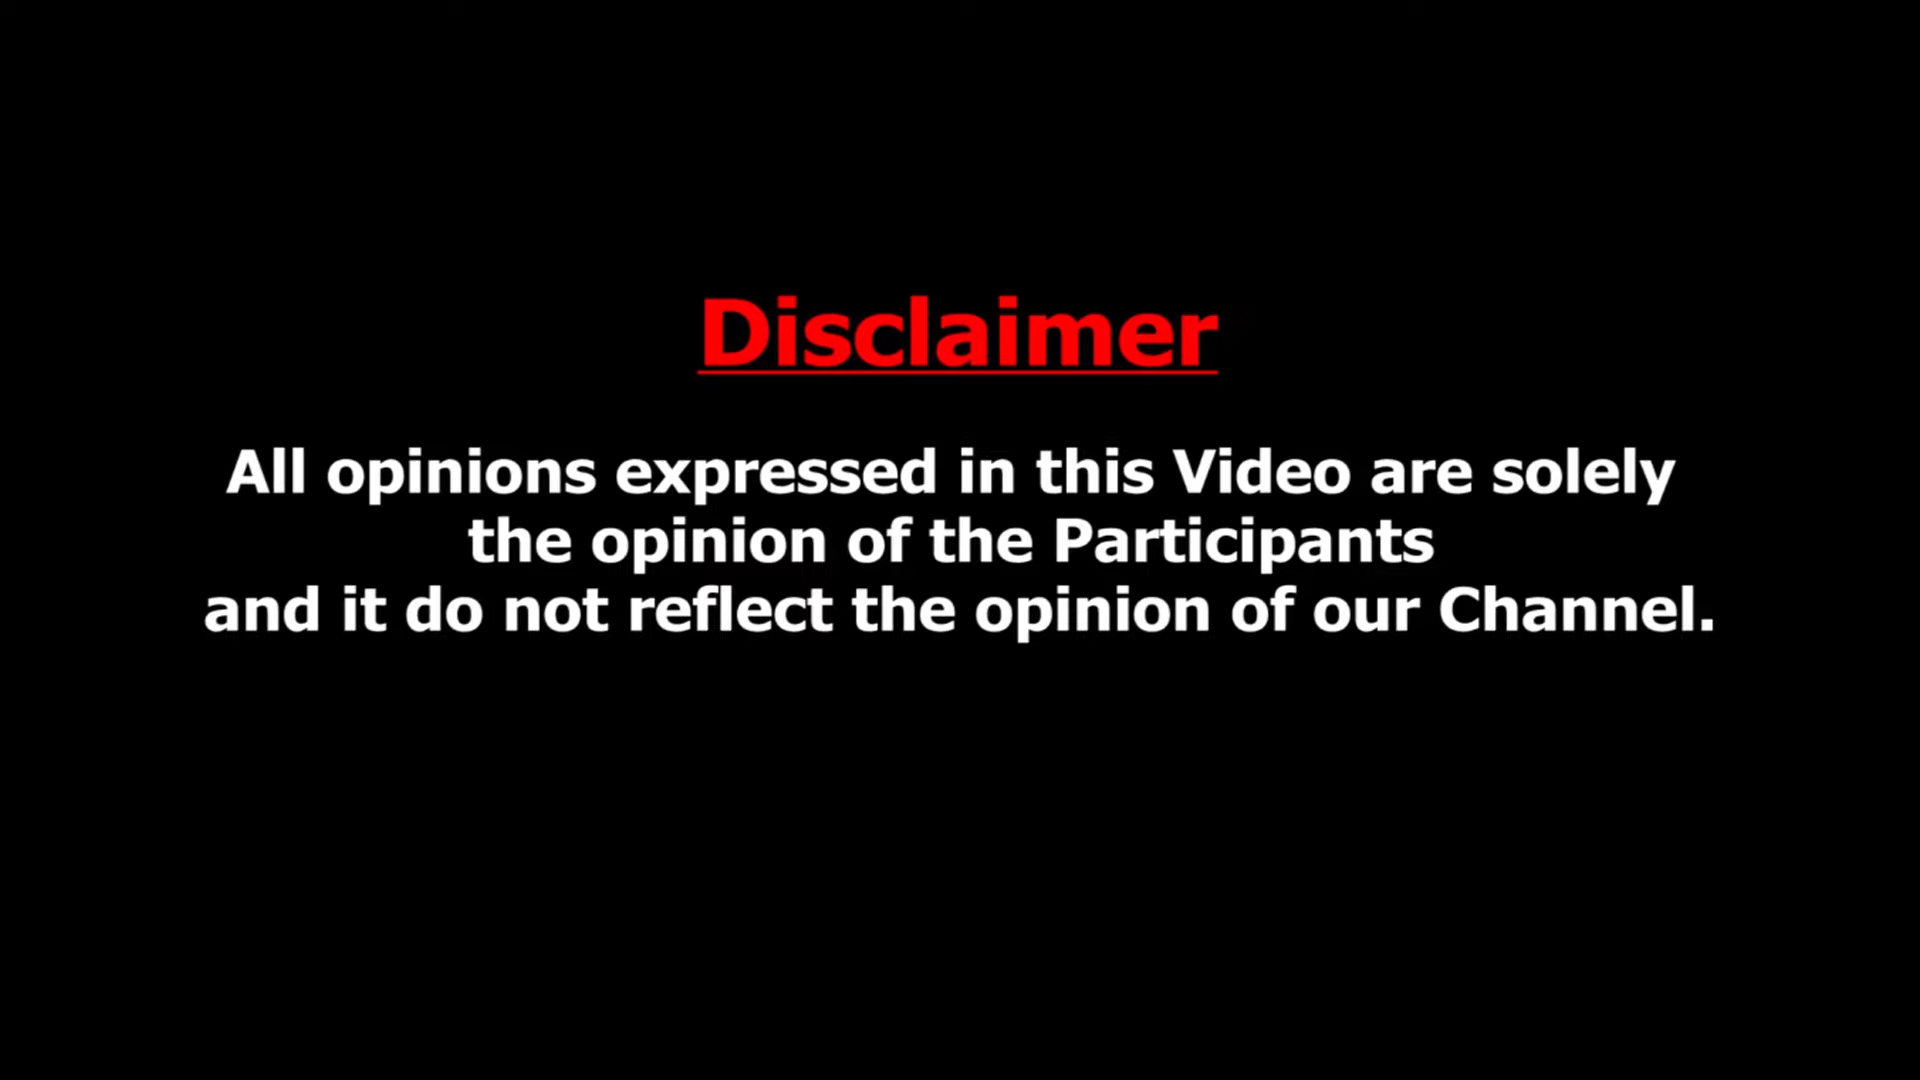 Disclaimer
All opinions expressed in this Video are solely
the opinion of the Participants
and it do not reflect the opinion of our Channel.